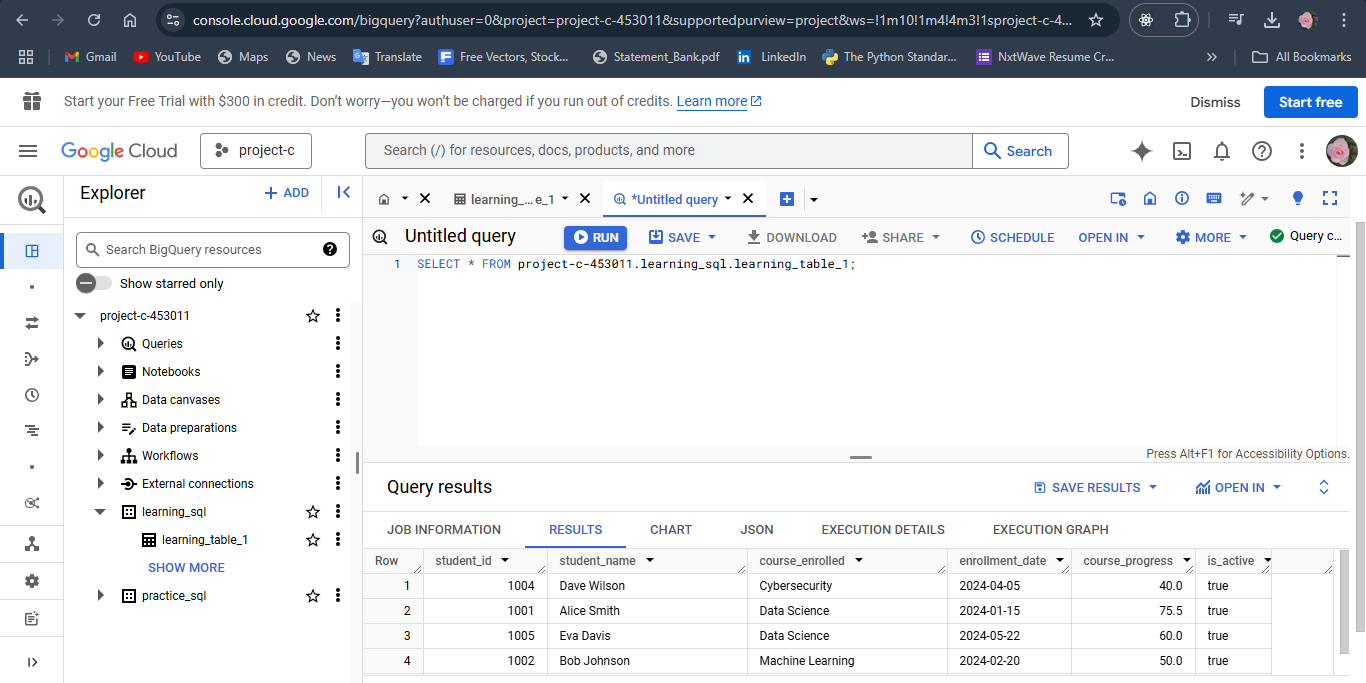 console.cloud.google.com/bigquery?authuser=0&project=project-c-453011&supportedpurview=project&ws=!1m10!1m4!4m3!1sproject-c-4...
Gmail YouTube Maps News Translate Free Vectors, Stock... Statement_Bank.pdf LinkedIn The Python Standar... NxtWave Resume Cr... » All Bookmarks
Start your Free Trial with $300 in credit. Don’t worry—you won’t be charged if you run out of credits. Learn more Dismiss Start free
Google Cloud project-c Search (/) for resources, docs, products, and more Search
Explorer + ADD
learning_...e_1 *Untitled query
Search BigQuery resources
Show starred only
project-c-453011
Queries
Notebooks
Data canvases
Data preparations
Workflows
External connections
learning_sql
learning_table_1
SHOW MORE
practice_sql
Untitled query RUN SAVE DOWNLOAD SHARE SCHEDULE OPEN IN MORE Query c...
1 SELECT * FROM project-c-453011.learning_sql.learning_table_1;
Press Alt+F1 for Accessibility Options.
Query results SAVE RESULTS OPEN IN
JOB INFORMATION RESULTS CHART JSON EXECUTION DETAILS EXECUTION GRAPH
Row student_id student_name course_enrolled enrollment_date course_progress is_active
1 1004 Dave Wilson Cybersecurity 2024-04-05 40.0 true
2 1001 Alice Smith Data Science 2024-01-15 75.5 true
3 1005 Eva Davis Data Science 2024-05-22 60.0 true
4 1002 Bob Johnson Machine Learning 2024-02-20 50.0 true